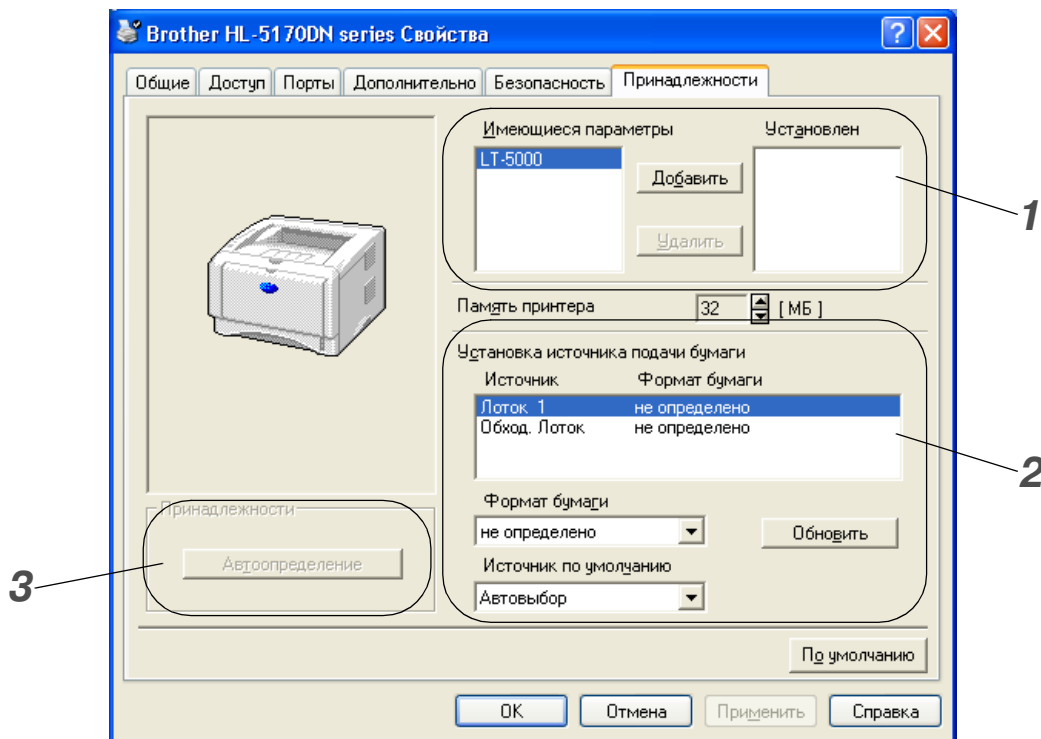 Brother HL-5170DN series Свойства
Общие Доступ Порты Дополнительно Безопасность Принадлежности
Имеющиеся параметры Установлен
LT-5000
Добавить
1
Удалить
Память принтера 32 [ МБ ]
Установка источника подачи бумаги
Источник Формат бумаги
Лоток 1 не определено
Обход. Лоток не определено
2
Формат бумаги
не определено Обновить
Источник по умолчанию
Автовыбор
Принадлежности
Автоопределение
3
По умолчанию
OK Отмена Применить Справка